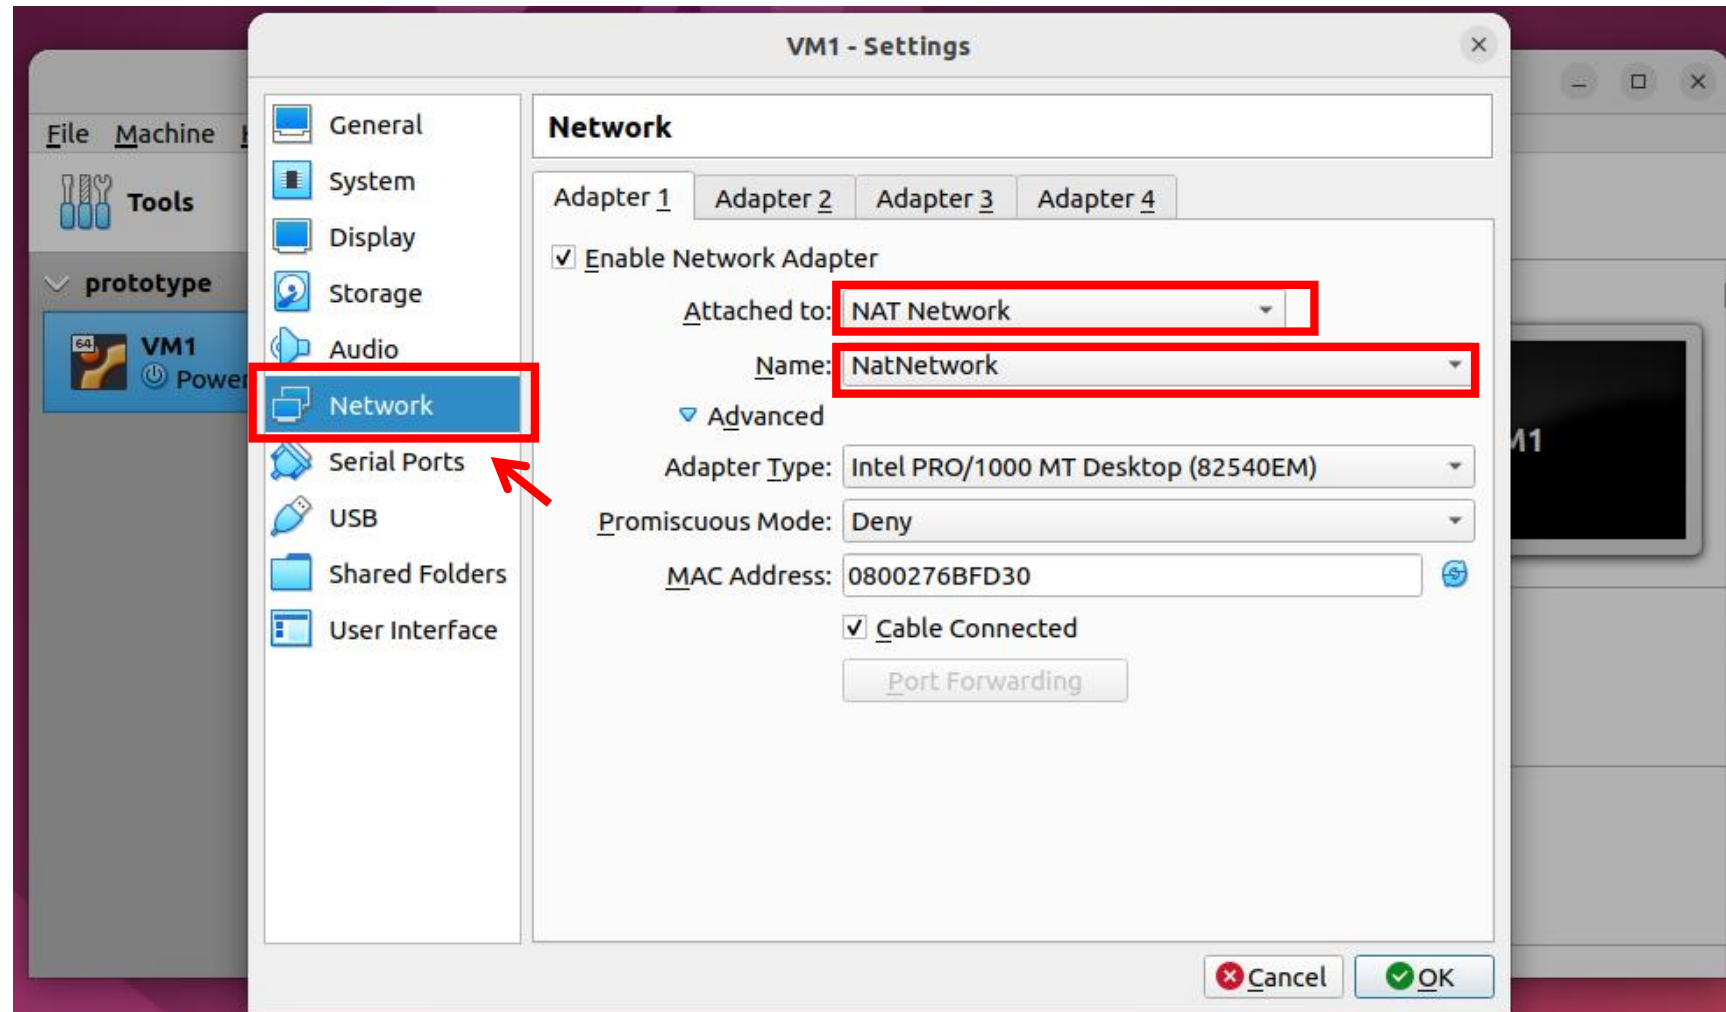 VM1 - Settings
File Machine
Tools
prototype
64
VM1
Power
General
System
Display
Storage
Audio
Network
Serial Ports
USB
Shared Folders
User Interface
Network
Adapter 1 Adapter 2 Adapter 3 Adapter 4
Enable Network Adapter
Attached to: NAT Network
Name: NatNetwork
Advanced
Adapter Type: Intel PRO/1000 MT Desktop (82540EM)
Promiscuous Mode: Deny
MAC Address: 0800276BFD30
Cable Connected
Port Forwarding
Cancel OK
M1